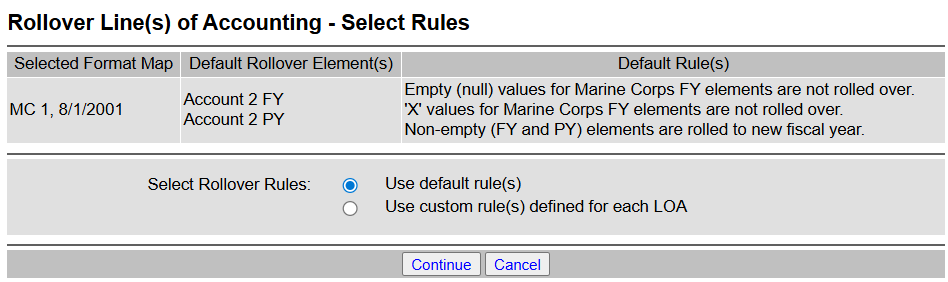 Rollover Line(s) of Accounting - Select Rules
Selected Format Map Default Rollover Element(s) Default Rule(s)
MC 1, 8/1/2001
Account 2 FY
Account 2 PY
Empty (null) values for Marine Corps FY elements are not rolled over.
'X' values for Marine Corps FY elements are not rolled over.
Non-empty (FY and PY) elements are rolled to new fiscal year.
Select Rollover Rules: Use default rule(s)
Use custom rule(s) defined for each LOA
Continue Cancel